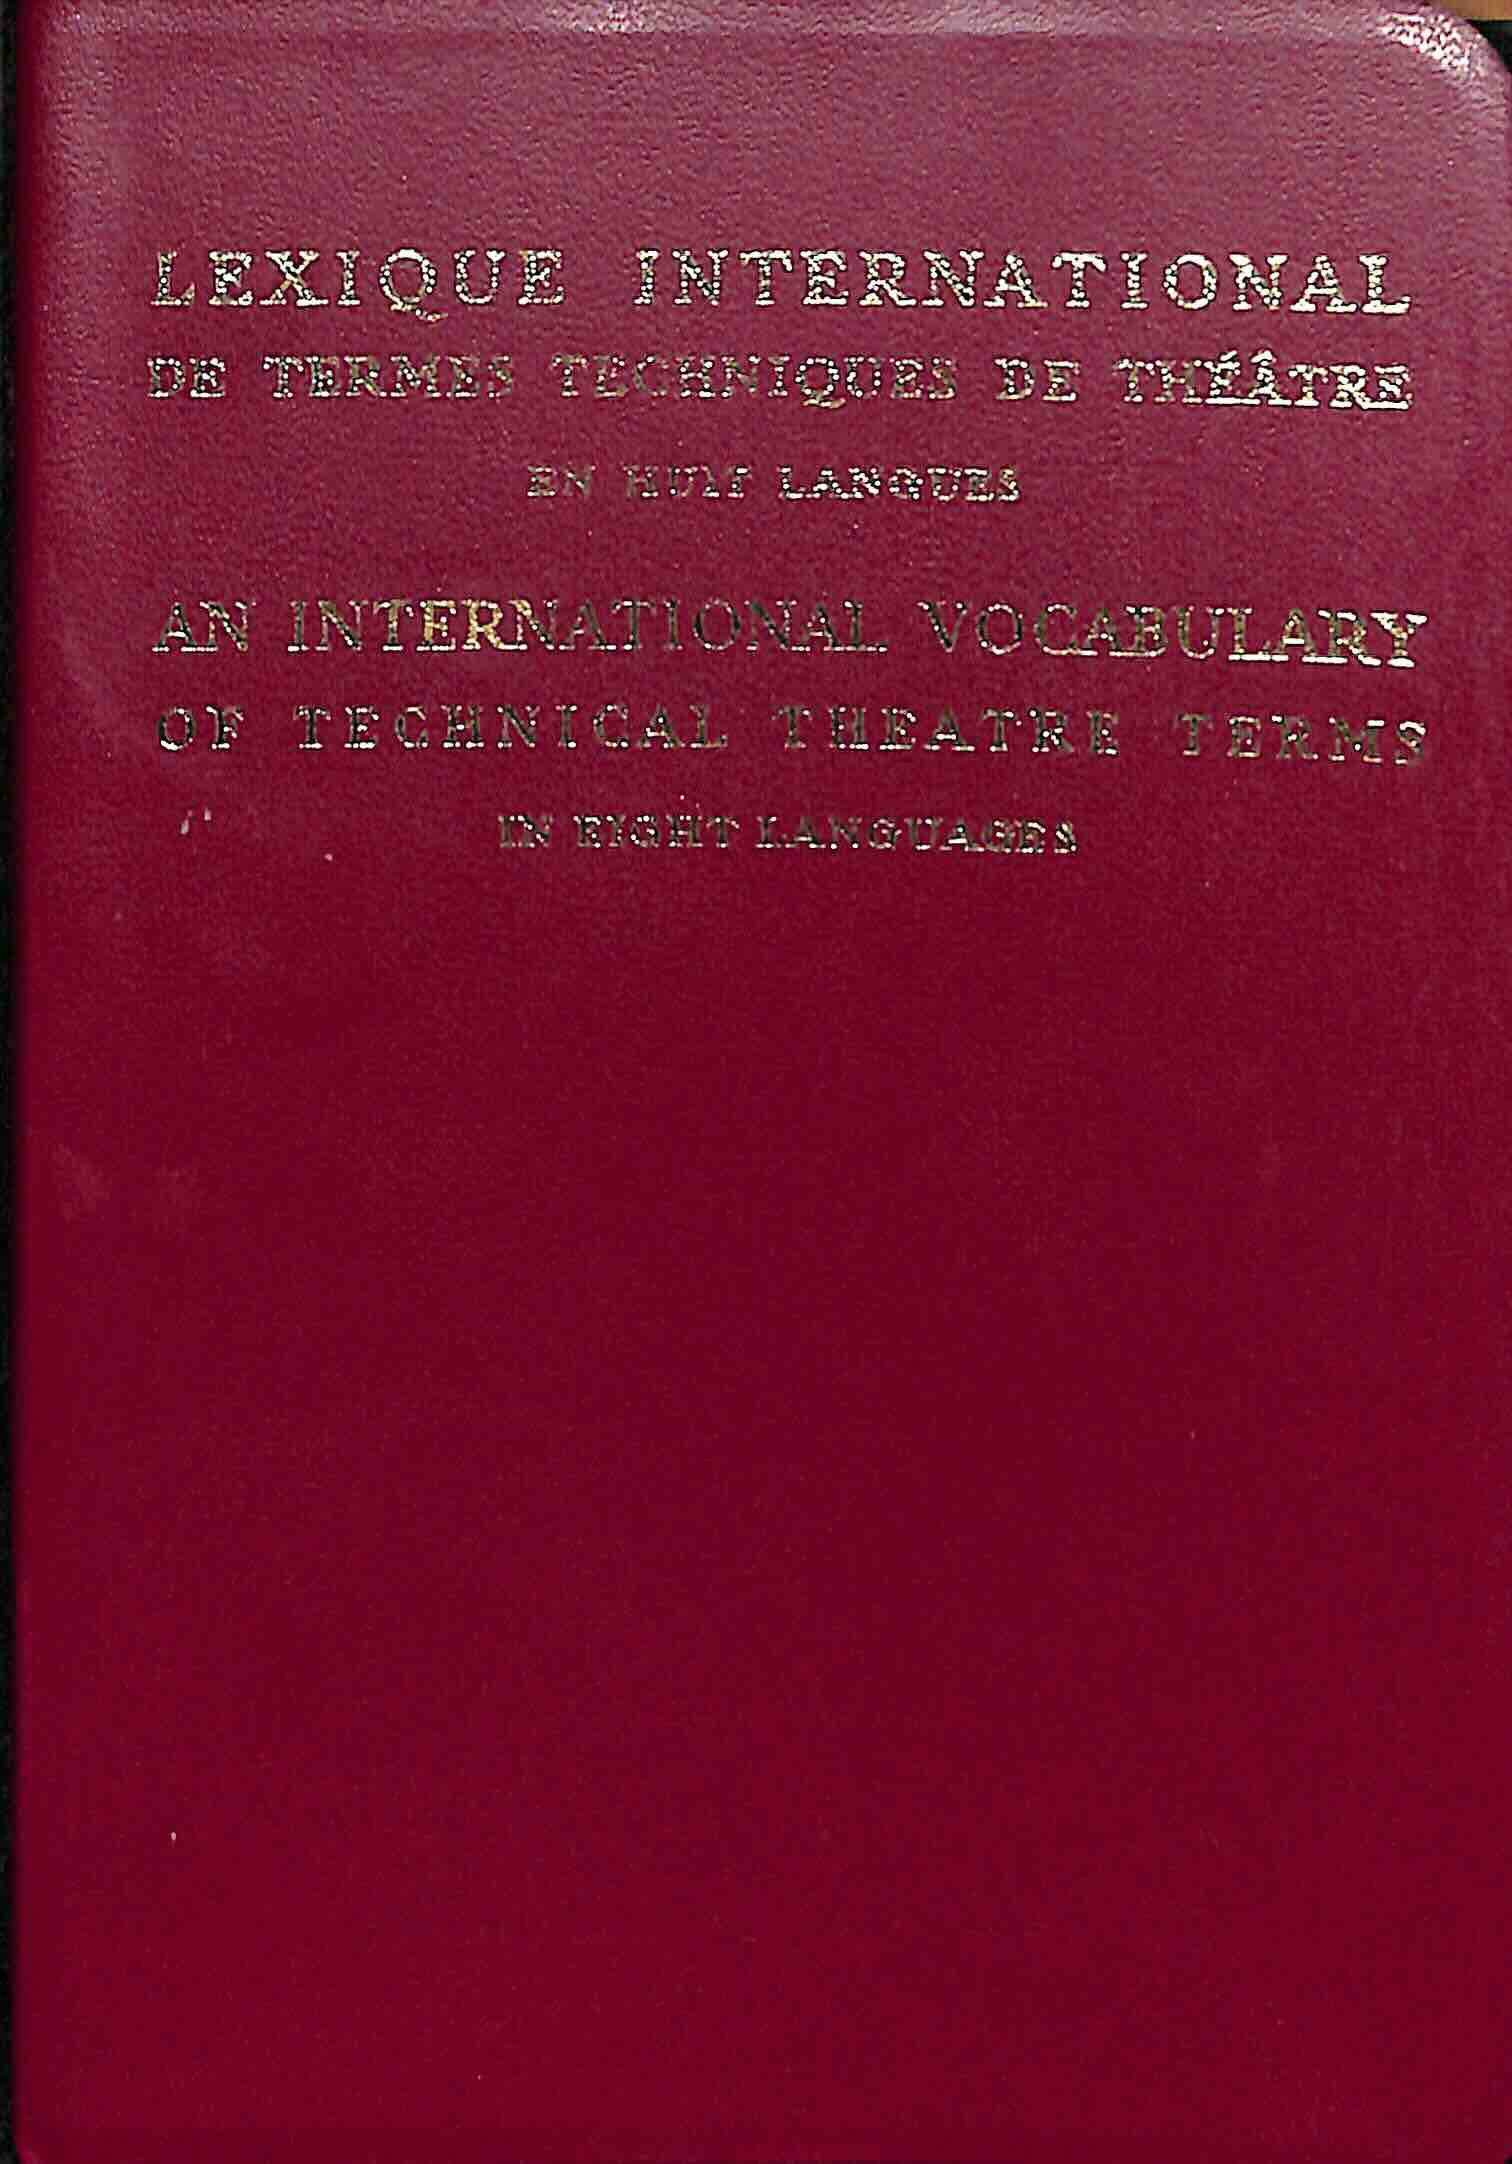 LEXIQUE INTERNATIONAL
DE TERMES TECHNIQUES DE THÉÂTRE
EN HUIT LANGUES
AN INTERNATIONAL VOCABULARY
OF TECHNICAL THEATRE TERMS
IN EIGHT LANGUAGES